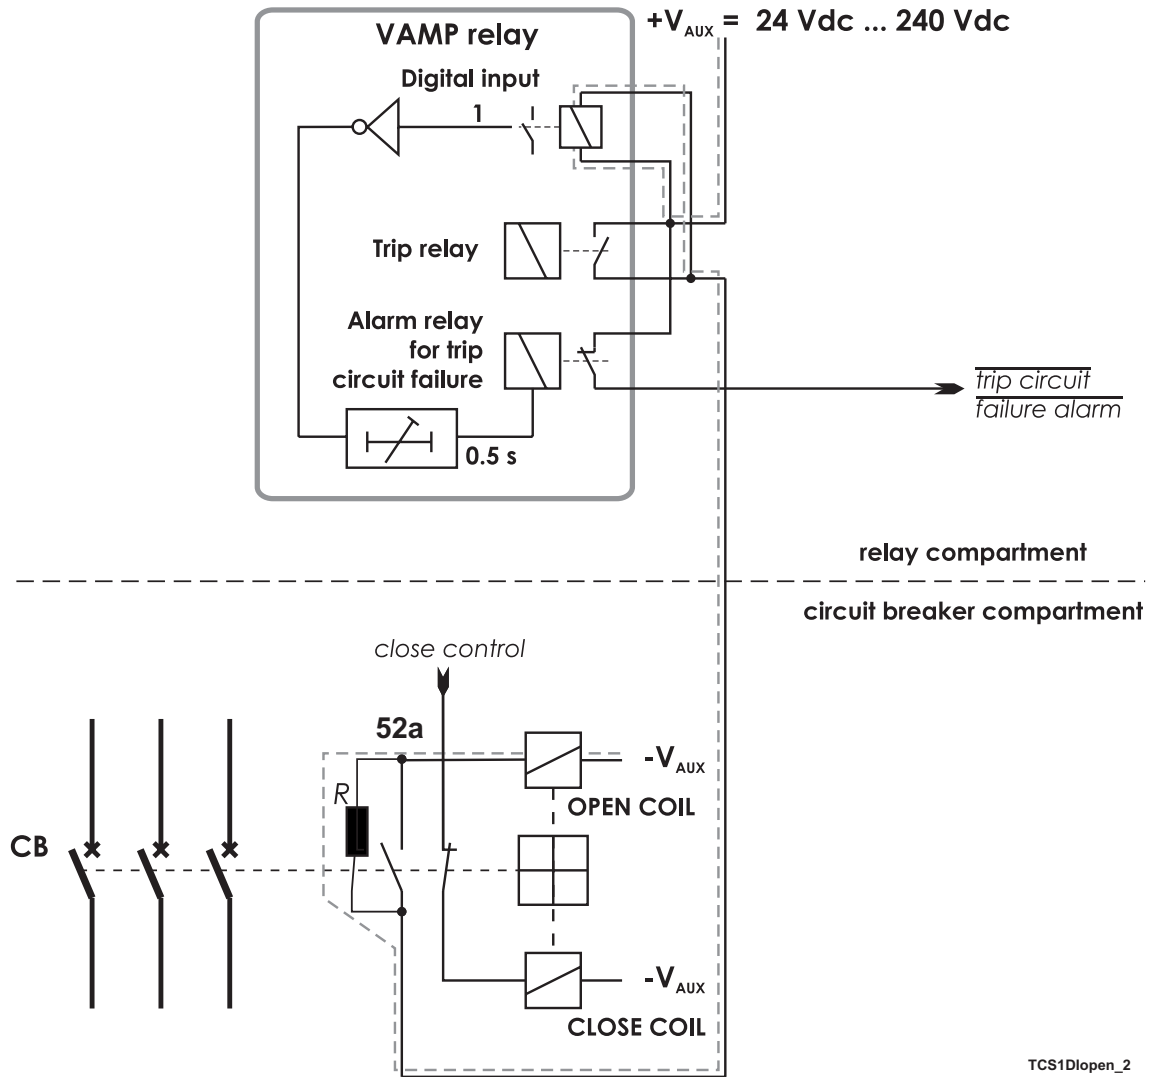 VAMP relay
+VAUX = 24 Vdc ... 240 Vdc
Digital input
1
Trip relay
Alarm relay
for trip
circuit failure
trip circuit
failure alarm
0.5 s
relay compartment
circuit breaker compartment
close control
52a
-VAUX
R
OPEN COIL
CB
-VAUX
CLOSE COIL
TCS1DIopen_2